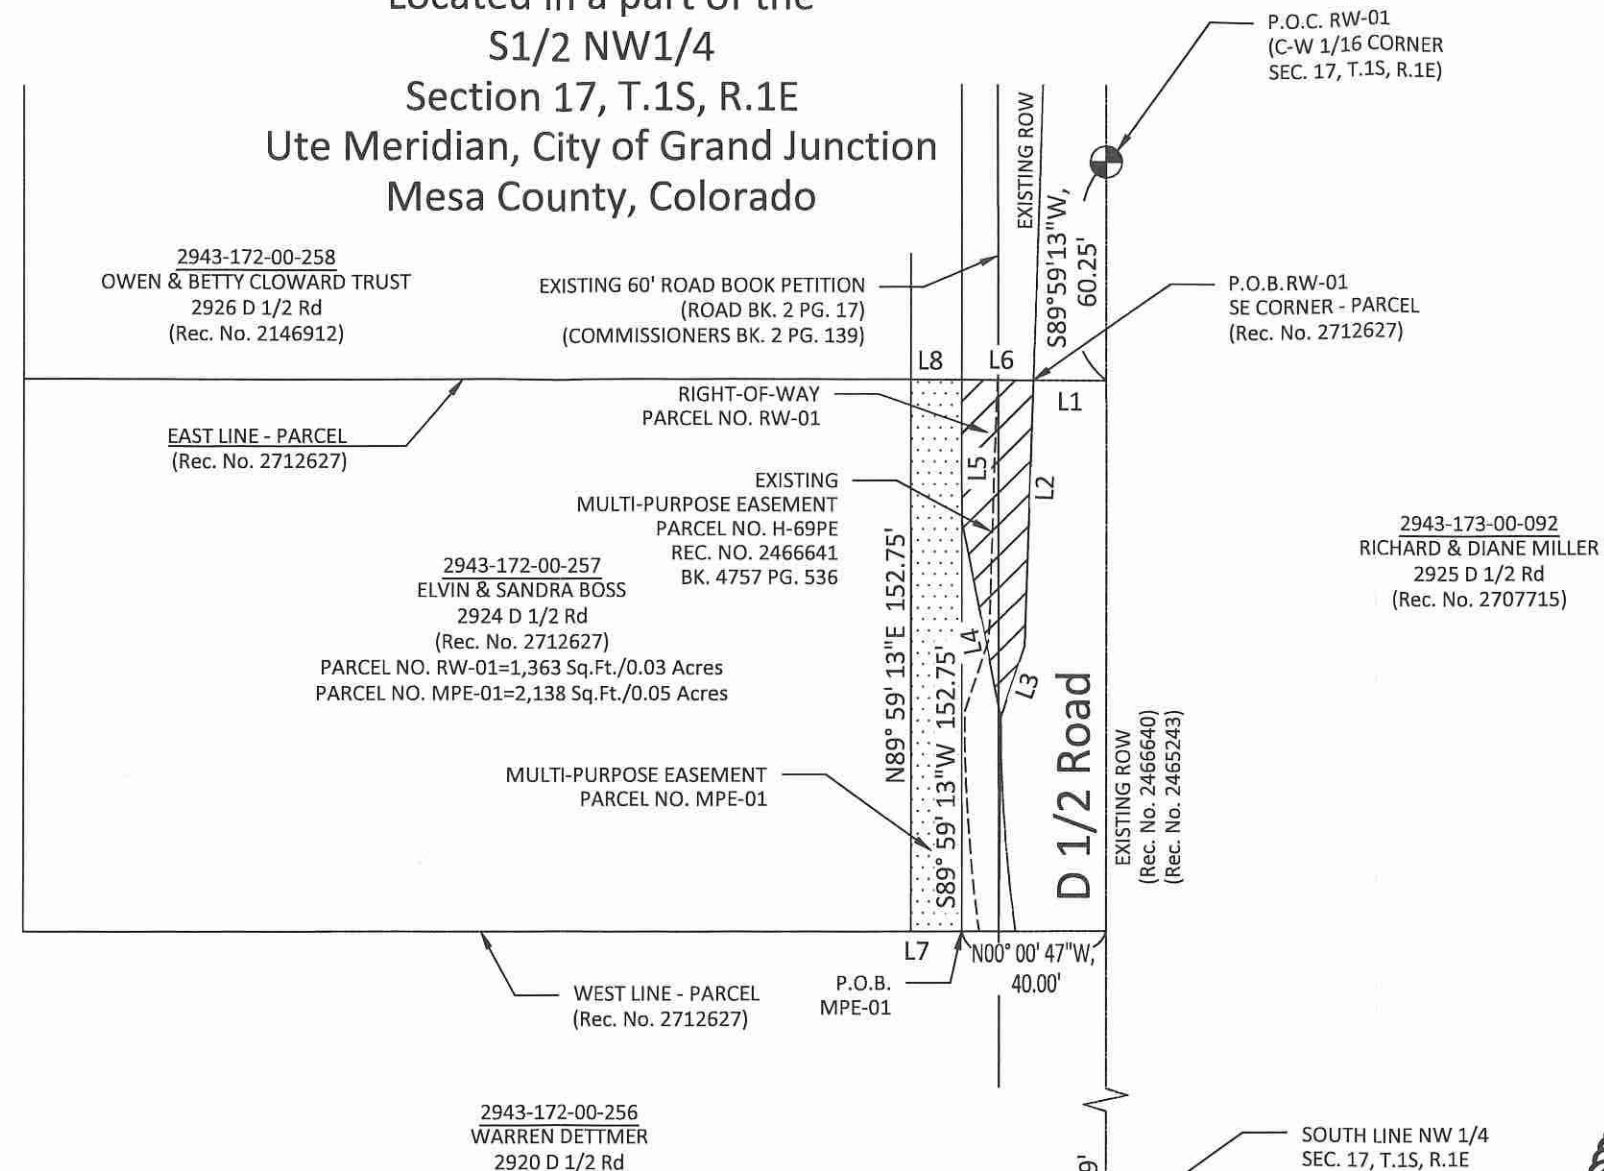 Located in a part of the
S1/2 NW1/4
Section 17, T.1S, R.1E
Ute Meridian, City of Grand Junction
Mesa County, Colorado
P.O.C. RW-01
(C-W 1/16 CORNER
SEC. 17, T.1S, R.1E)
EXISTING ROW
S89°59'13"W,
60.25'
2943-172-00-258
OWEN & BETTY CLOWARD TRUST
2926 D 1/2 Rd
(Rec. No. 2146912)
EXISTING 60' ROAD BOOK PETITION
(ROAD BK. 2 PG. 17)
(COMMISSIONERS BK. 2 PG. 139)
P.O.B.RW-01
SE CORNER - PARCEL
(Rec. No. 2712627)
L8
L6
L1
RIGHT-OF-WAY
PARCEL NO. RW-01
EAST LINE - PARCEL
(Rec. No. 2712627)
L5
L2
EXISTING
MULTI-PURPOSE EASEMENT
PARCEL NO. H-69PE
REC. NO. 2466641
BK. 4757 PG. 536
2943-173-00-092
RICHARD & DIANE MILLER
2925 D 1/2 Rd
(Rec. No. 2707715)
2943-172-00-257
ELVIN & SANDRA BOSS
2924 D 1/2 Rd
(Rec. No. 2712627)
PARCEL NO. RW-01=1,363 Sq.Ft./0.03 Acres
PARCEL NO. MPE-01=2,138 Sq.Ft./0.05 Acres
N89° 59' 13"E 152.75'
S89° 59' 13"W 152.75'
L4
L3
D 1/2 Road
EXISTING ROW
(Rec. No. 2466640)
(Rec. No. 2465243)
MULTI-PURPOSE EASEMENT
PARCEL NO. MPE-01
L7
N00° 00' 47"W,
40.00'
P.O.B.
MPE-01
WEST LINE - PARCEL
(Rec. No. 2712627)
2943-172-00-256
WARREN DETTMER
2920 D 1/2 Rd
SOUTH LINE NW 1/4
SEC. 17, T.1S, R.1E
9'